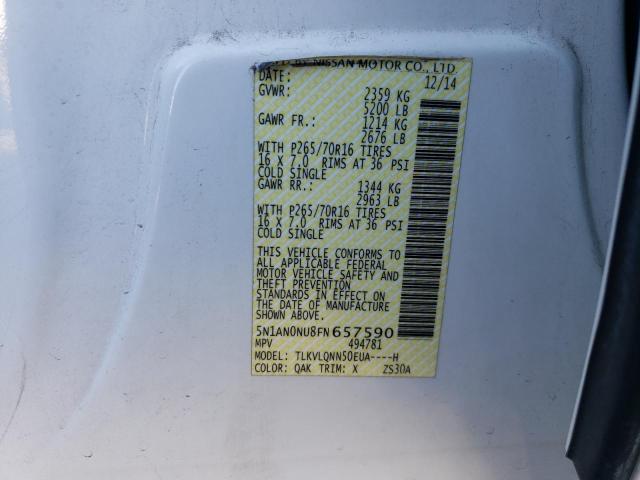 BY NISSAN MOTOR CO., LTD
DATE: 12/14
GVWR: 2359 KG
5200 LB
GAWR FR.: 1214 KG
2676 LB
WITH P265/70R16 TIRES
16 X 7.0 RIMS AT 36 PSI
COLD SINGLE
GAWR RR.: 1344 KG
2963 LB
WITH P265/70R16 TIRES
16 X 7.0 RIMS AT 36 PSI
COLD SINGLE
THIS VEHICLE CONFORMS TO
ALL APPLICABLE FEDERAL
MOTOR VEHICLE SAFETY AND
THEFT PREVENTION
STANDARDS IN EFFECT ON
THE DATE OF MANUFACTURE
SHOWN ABOVE.
5N1AN0NU8FN657590
MPV 494781
MODEL: TLKVLQNN50EUA----H
COLOR: QAK TRIM: X ZS30A